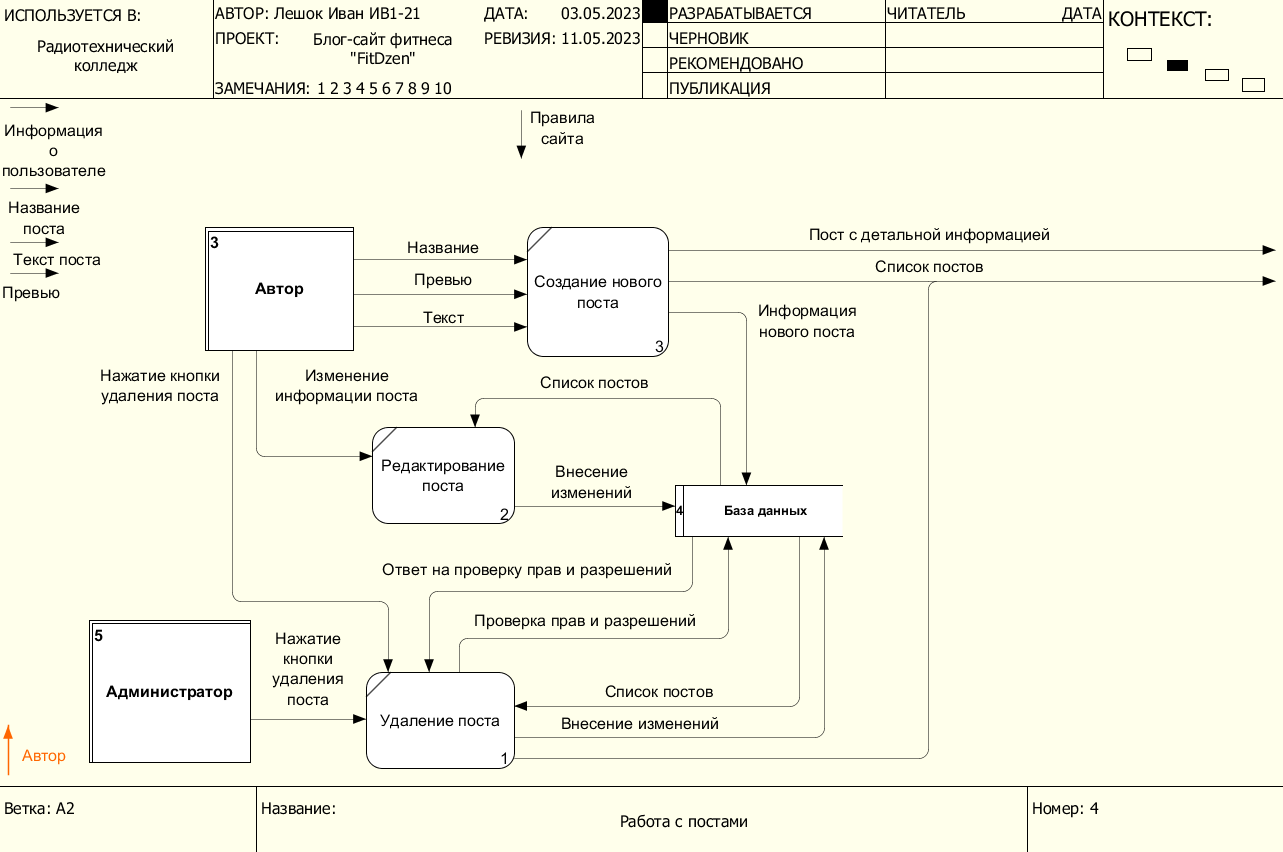 ИСПОЛЬЗУЕТСЯ В:
Радиотехнический
колледж
АВТОР: Лешок Иван ИВ1-21
ДАТА: 03.05.2023
ПРОЕКТ: Блог-сайт фитнеса
"FitDzen"
РЕВИЗИЯ: 11.05.2023
ЗАМЕЧАНИЯ: 1 2 3 4 5 6 7 8 9 10
РАЗРАБАТЫВАЕТСЯ
ЧЕРНОВИК
РЕКОМЕНДОВАНО
ПУБЛИКАЦИЯ
ЧИТАТЕЛЬ ДАТА
КОНТЕКСТ:
Информация
о
пользователе
Название
поста
Текст поста
Превью
Правила
сайта
3
Автор
Название
Превью
Текст
Создание нового
поста
3
Пост с детальной информацией
Список постов
Информация
нового поста
Нажатие кнопки
удаления поста
Изменение
информации поста
Список постов
Редактирование
поста
2
Внесение
изменений
4
База данных
Ответ на проверку прав и разрешений
Проверка прав и разрешений
5
Администратор
Нажатие
кнопки
удаления
поста
Удаление поста
1
Список постов
Внесение изменений
Автор
Ветка: A2
Название:
Работа с постами
Номер: 4